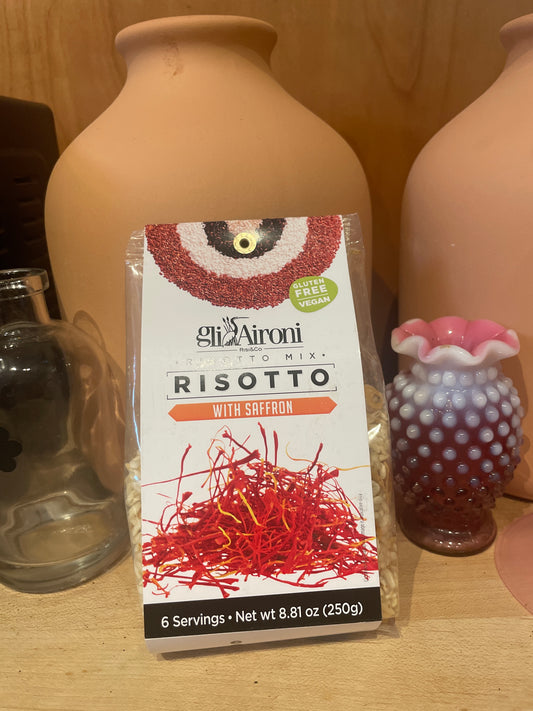 GLUTEN
FREE
VEGAN
gli Aironi
Risi&Co
RISOTTO MIX •
RISOTTO
WITH SAFFRON
6 Servings • Net wt 8.81 oz (250g)